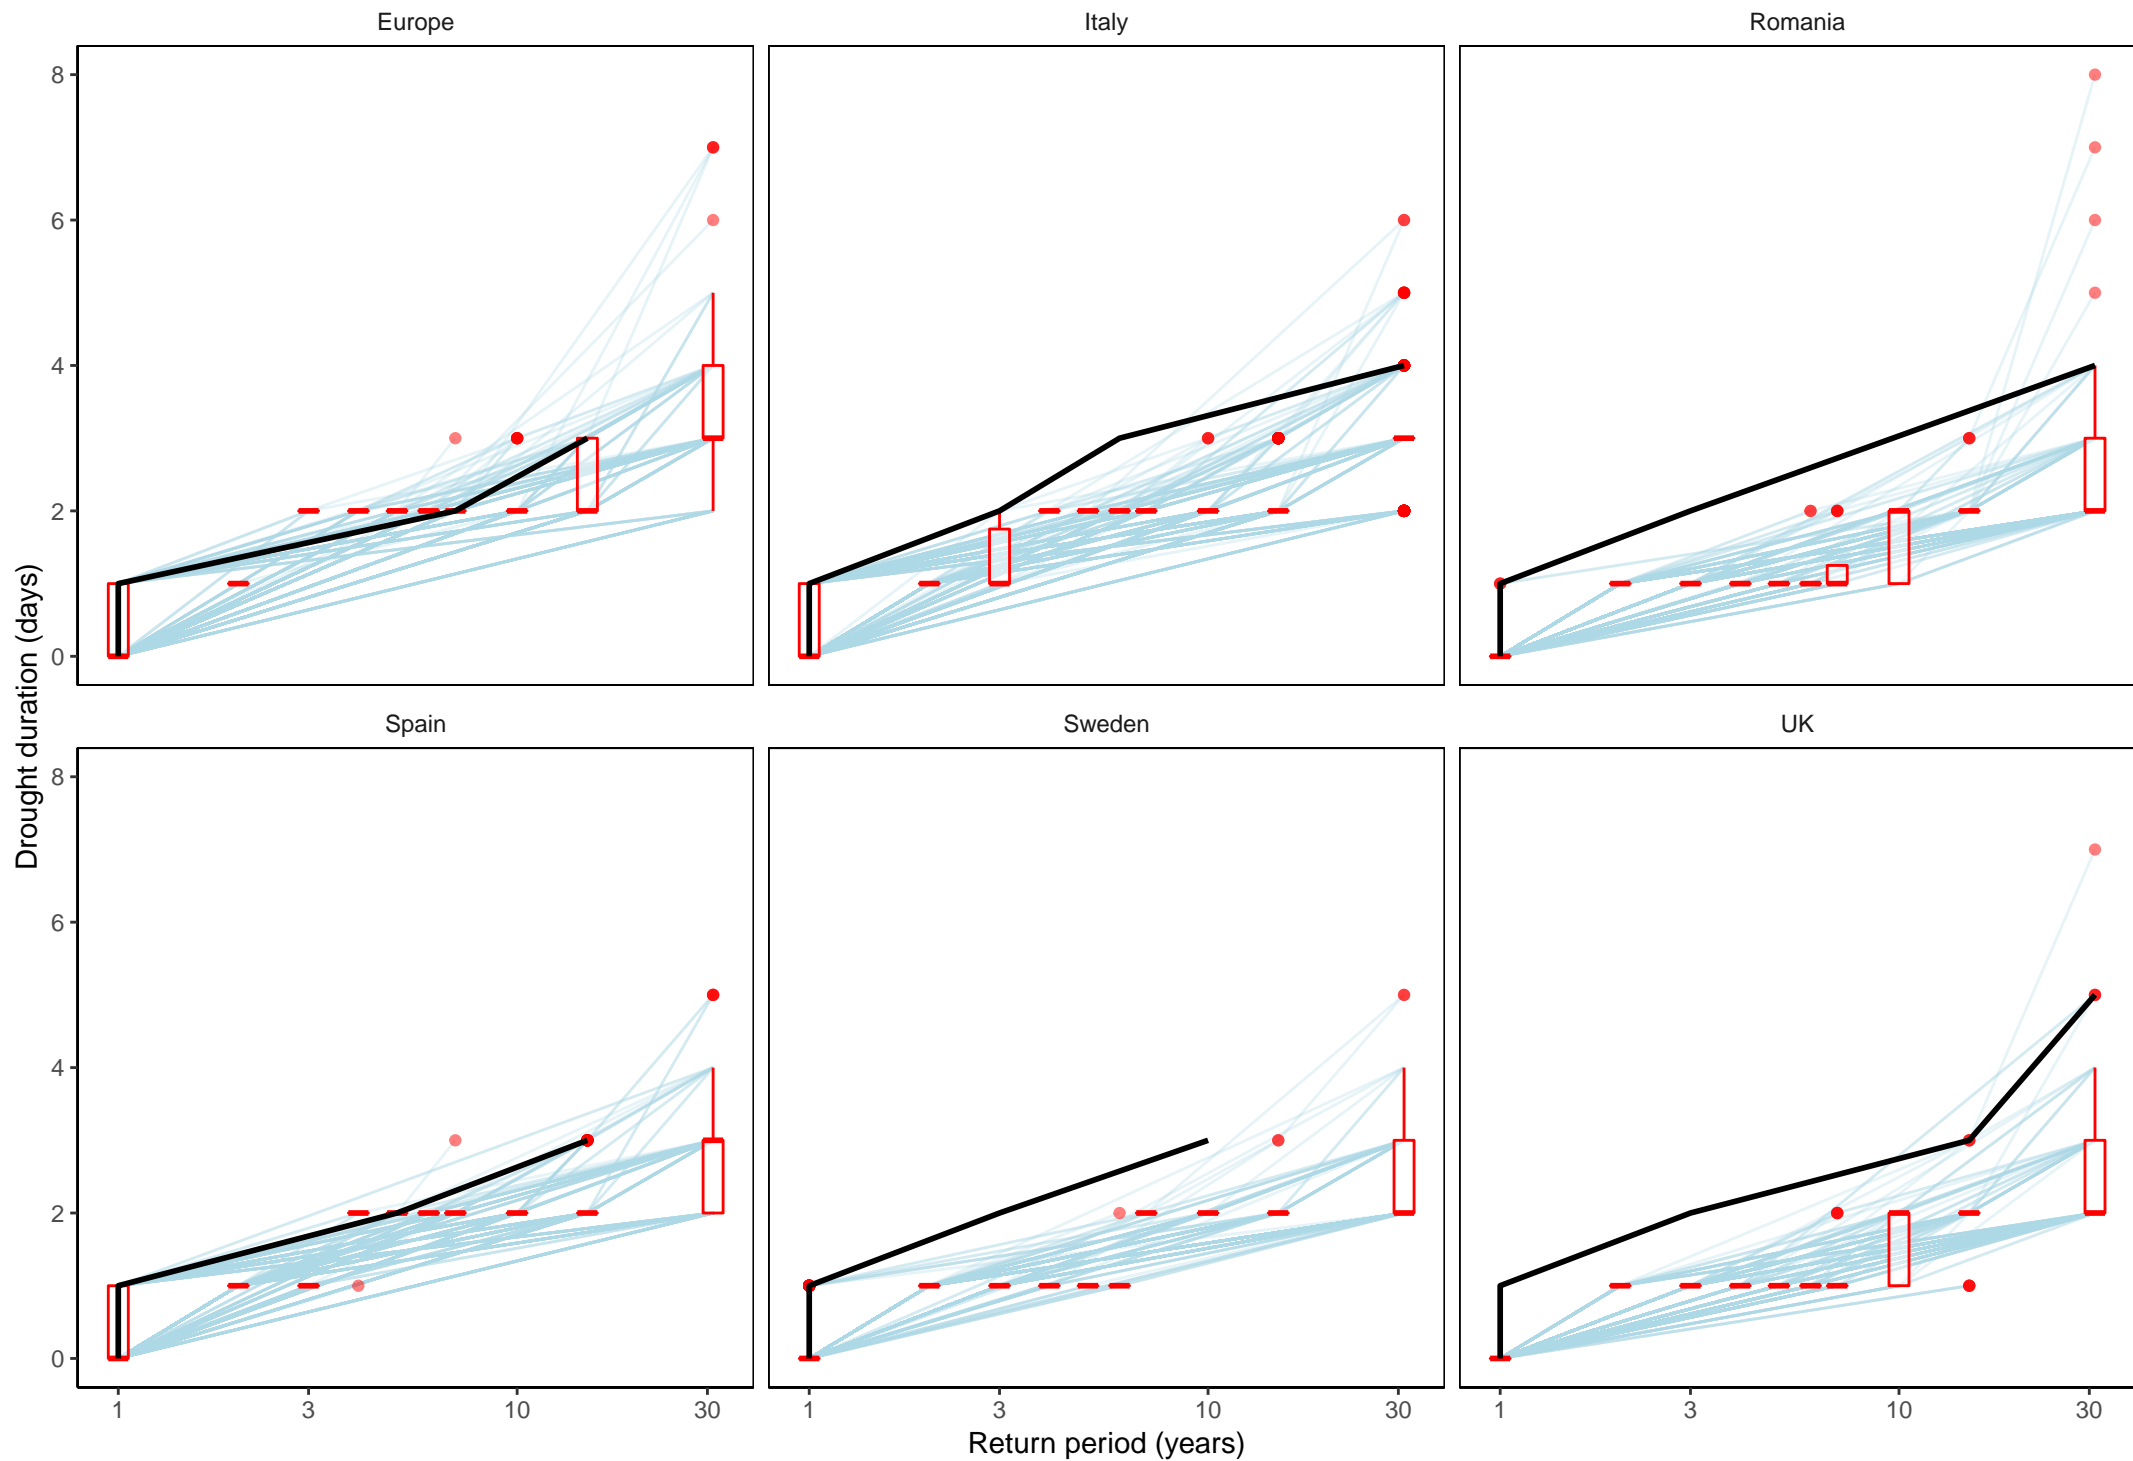 Europe
Italy
Romania
8
6
4
2
0
Spain
Sweden
UK
8
6
4
2
0
Drought duration (days)
1 3 10 30
1 3 10 30
1 3 10 30
Return period (years)